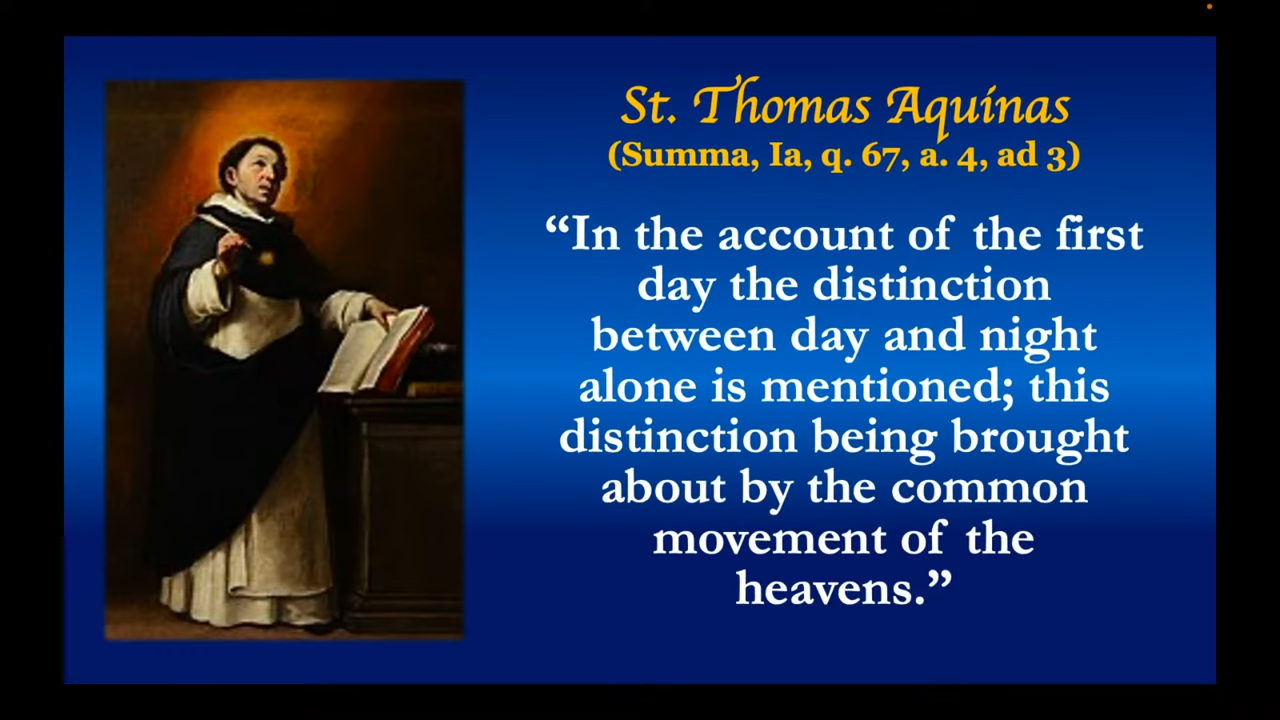 St. Thomas Aquinas
(Summa, Ia, q. 67, a. 4, ad 3)
“In the account of the first
day the distinction
between day and night
alone is mentioned; this
distinction being brought
about by the common
movement of the
heavens.”